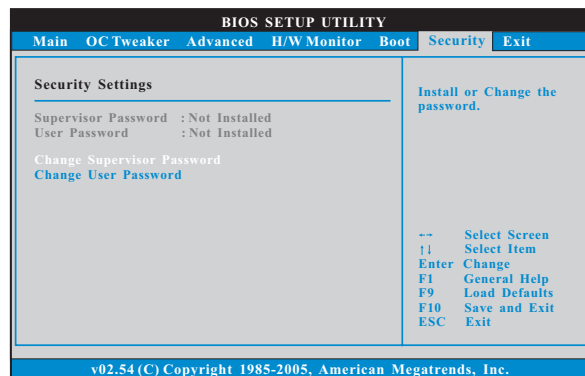 BIOS SETUP UTILITY
Main OC Tweaker Advanced H/W Monitor Boot Security Exit
Security Settings
Supervisor Password : Not Installed
User Password : Not Installed
Change Supervisor Password
Change User Password
Install or Change the
password.
←→ Select Screen
↑↓ Select Item
Enter Change
F1 General Help
F9 Load Defaults
F10 Save and Exit
ESC Exit
v02.54 (C) Copyright 1985-2005, American Megatrends, Inc.